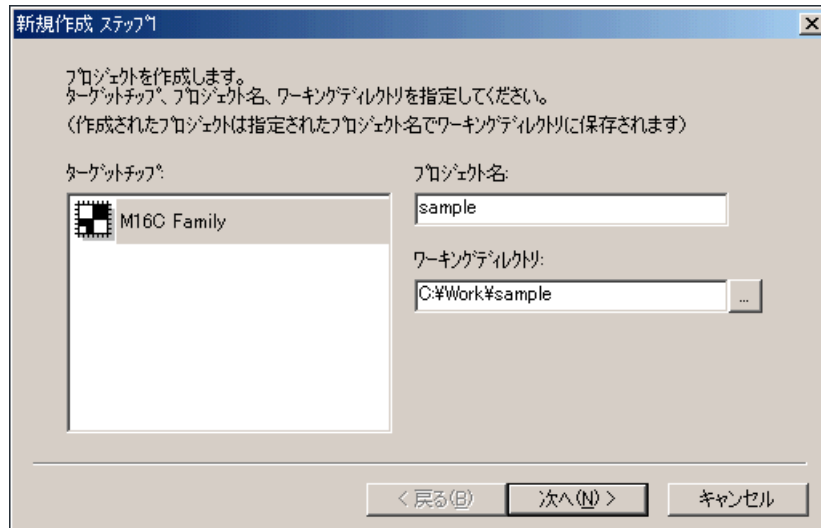 新規作成 ステップ1
プロジェクトを作成します。
ターゲットチップ、プロジェクト名、ワーキングディレクトリを指定してください。
(作成されたプロジェクトは指定されたプロジェクト名でワーキングディレクトリに保存されます)
ターゲットチップ:
M16C Family
プロジェクト名:
sample
ワーキングディレクトリ:
C:¥Work¥sample
...
< 戻る(B)
次へ(N) >
キャンセル